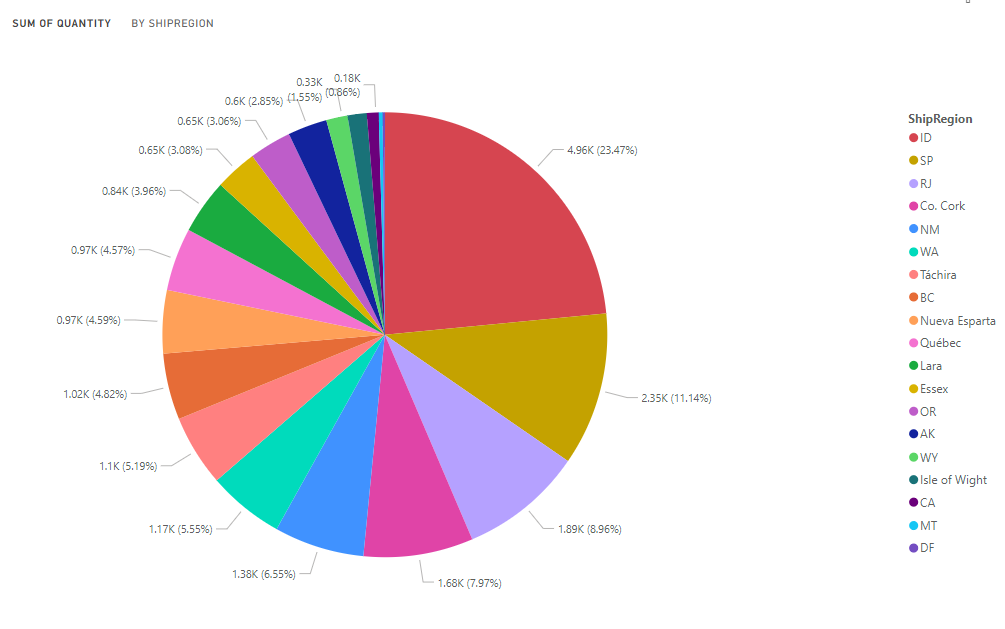 SUM OF QUANTITY BY SHIPREGION
0.18K
(0.86%)
0.33K
(1.55%)
0.6K (2.85%)
0.65K (3.06%)
0.65K (3.08%)
0.84K (3.96%)
0.97K (4.57%)
0.97K (4.59%)
1.02K (4.82%)
1.1K (5.19%)
1.17K (5.55%)
1.38K (6.55%)
1.68K (7.97%)
1.89K (8.96%)
2.35K (11.14%)
4.96K (23.47%)
ShipRegion
ID
SP
RJ
Co. Cork
NM
WA
Táchira
BC
Nueva Esparta
Québec
Lara
Essex
OR
AK
WY
Isle of Wight
CA
MT
DF